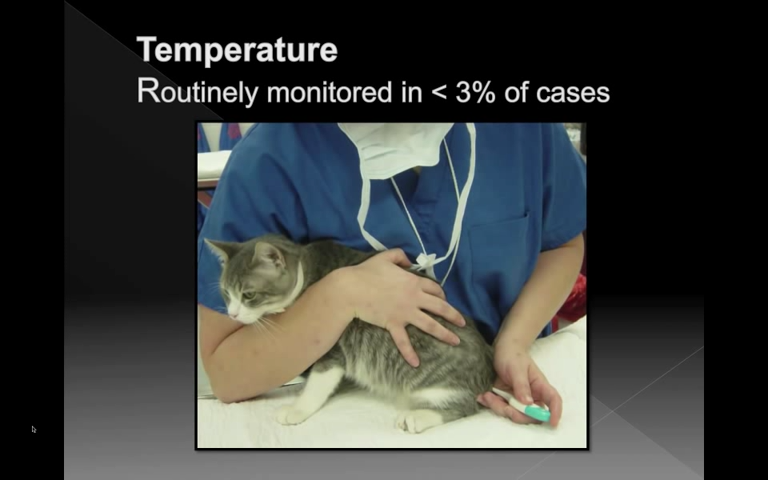 Temperature
Routinely monitored in < 3% of cases